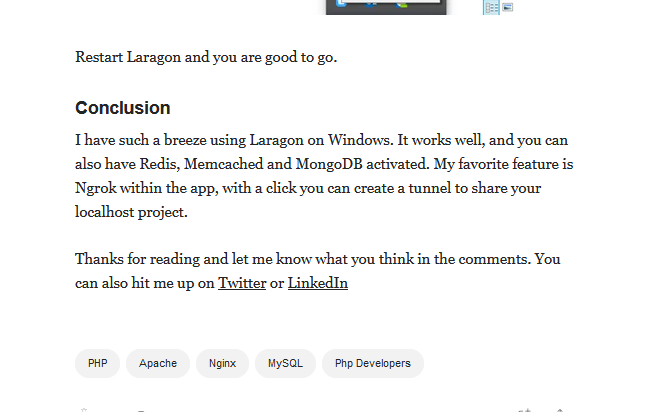 Restart Laragon and you are good to go.
Conclusion
I have such a breeze using Laragon on Windows. It works well, and you can
also have Redis, Memcached and MongoDB activated. My favorite feature is
Ngrok within the app, with a click you can create a tunnel to share your
localhost project.
Thanks for reading and let me know what you think in the comments. You
can also hit me up on Twitter or LinkedIn
PHP Apache Nginx MySQL Php Developers